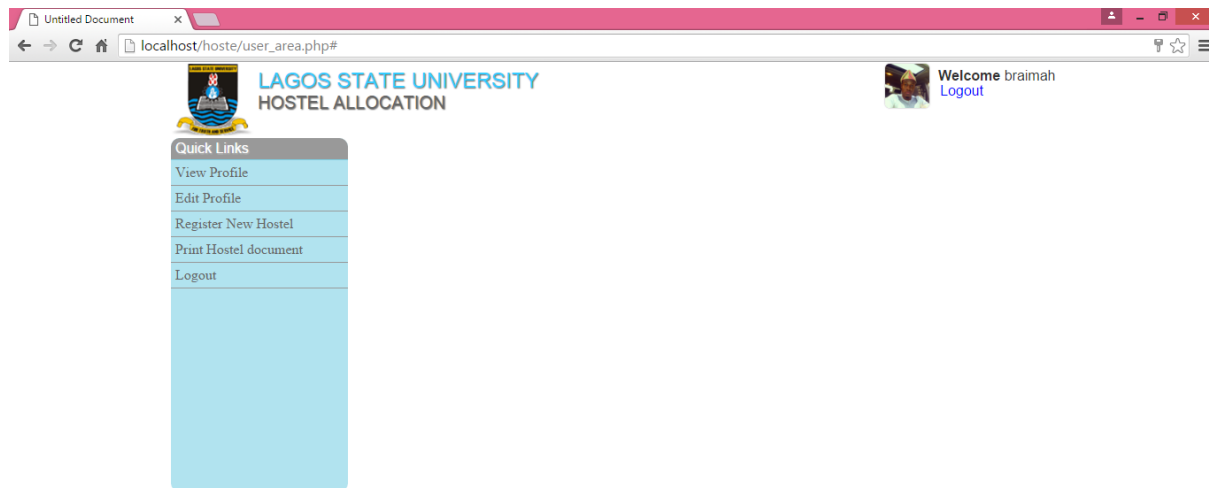 Untitled Document
localhost/hoste/user_area.php#
LAGOS STATE UNIVERSITY
HOSTEL ALLOCATION
Welcome braimah
Logout
Quick Links
View Profile
Edit Profile
Register New Hostel
Print Hostel document
Logout